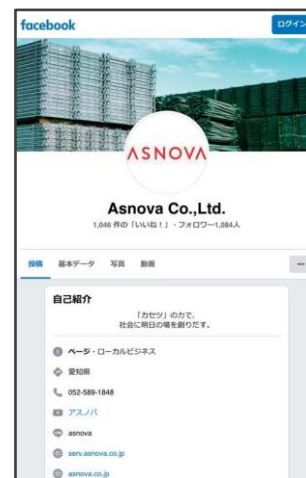 facebook
ログイン
ASNOVA
Asnova Co.,Ltd.
1,046 件の「いいね!」・フォロワー1,084人
投稿 基本データ 写真 動画
自己紹介
「カセツ」の力で、
社会に明日の場を創りだす。
ページ・ローカルビジネス
愛知県
052-589-1848
アスノバ
asnova
serv.asnova.co.jp
asnova.co.jp